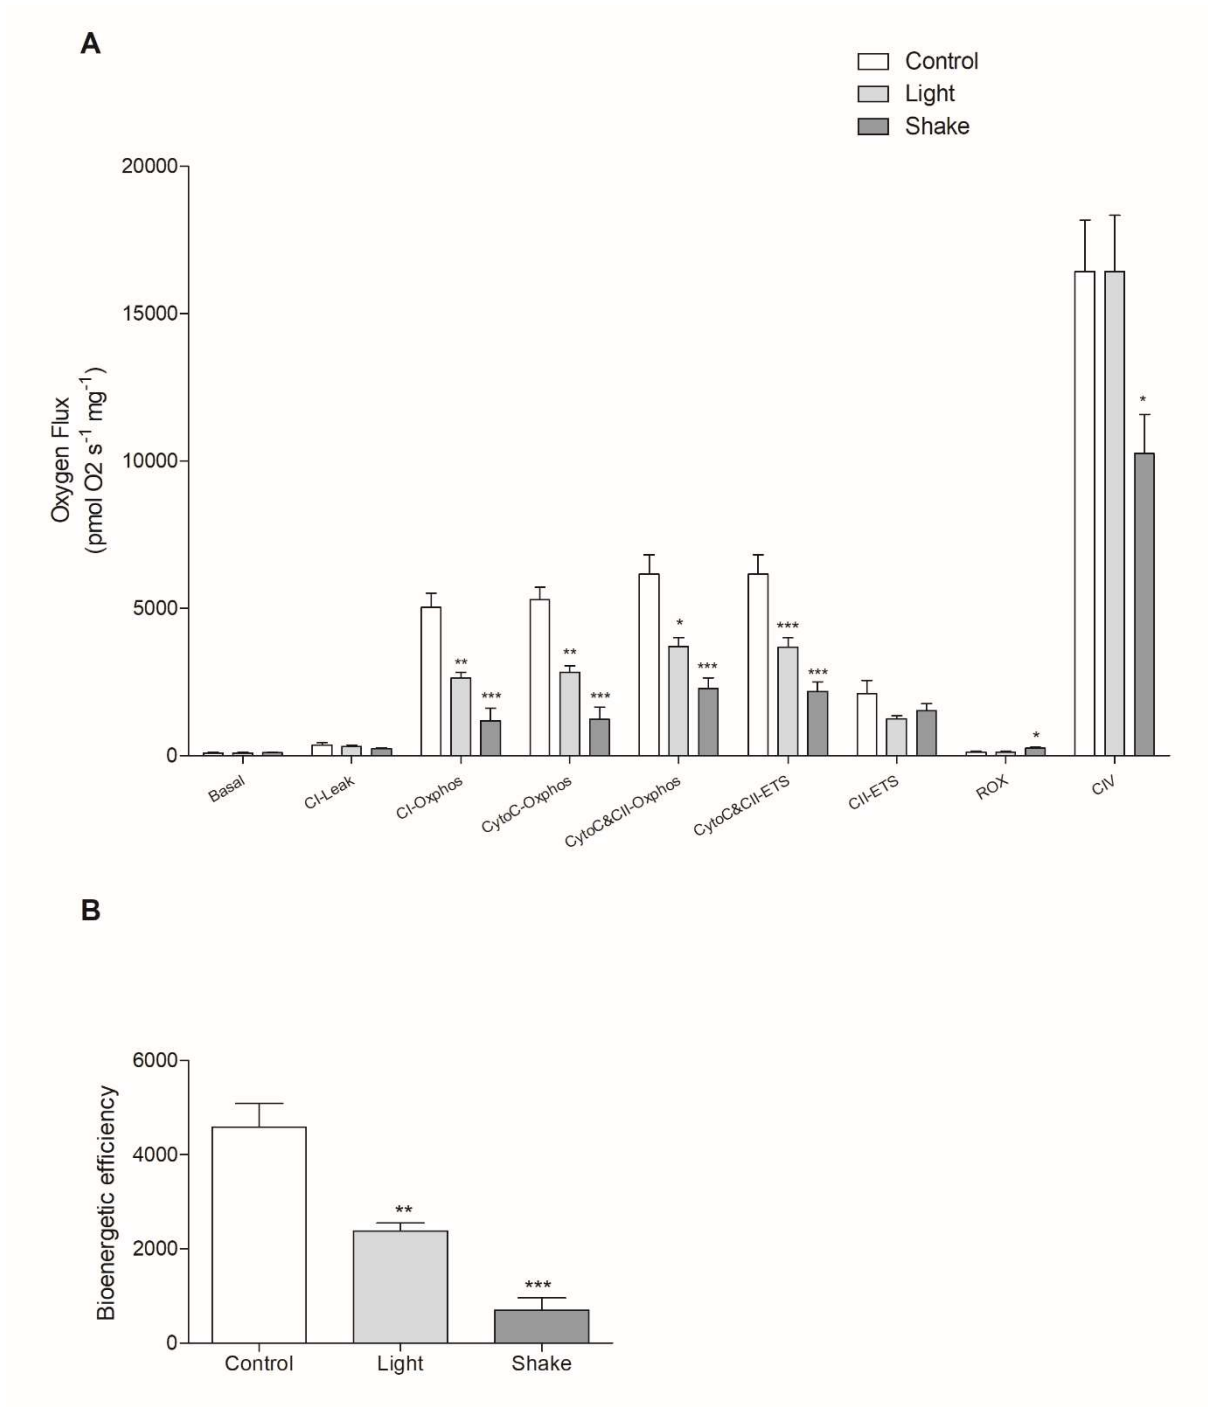 A
Control
Light
Shake
20000
15000
10000
5000
0
Oxygen Flux
(pmol O2 s-1 mg-1)
**
***
**
***
*
***
***
***
*
*
Basal
CI-Leak
CI-Oxphos
CytoC-Oxphos
CytoC&CII-Oxphos
CytoC&CII-ETS
CII-ETS
ROX
CIV
B
6000
4000
2000
0
Bioenergetic efficiency
**
***
Control
Light
Shake